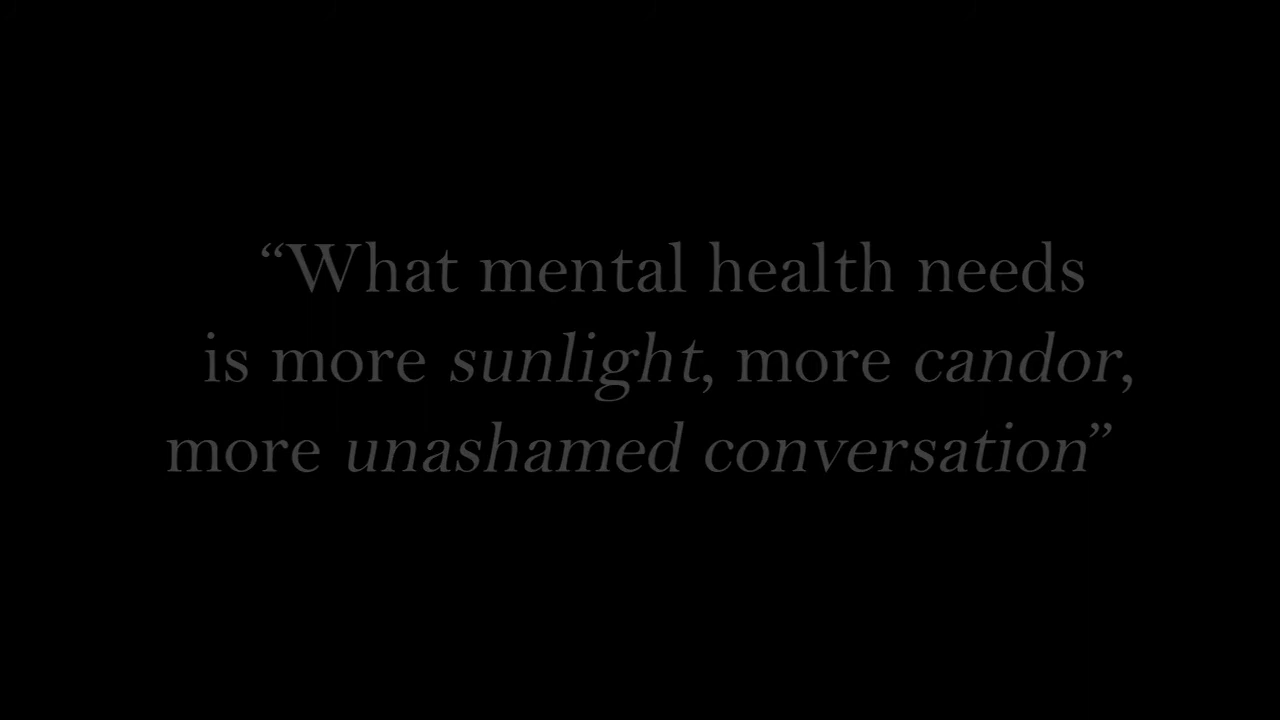 “What mental health needs
is more sunlight, more candor,
more unashamed conversation”